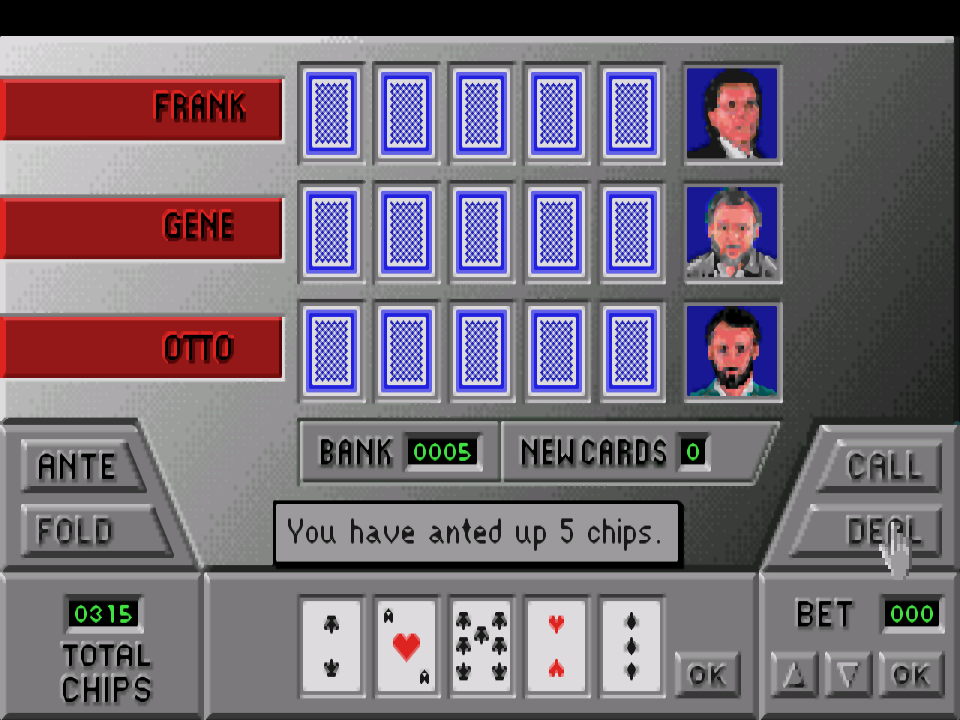 FRANK
GENE
OTTO
BANK 0005 NEW CARDS 0
ANTE
CALL
FOLD
You have anted up 5 chips.
DEAL
0315
TOTAL
CHIPS
A
A
OK
BET 000
OK